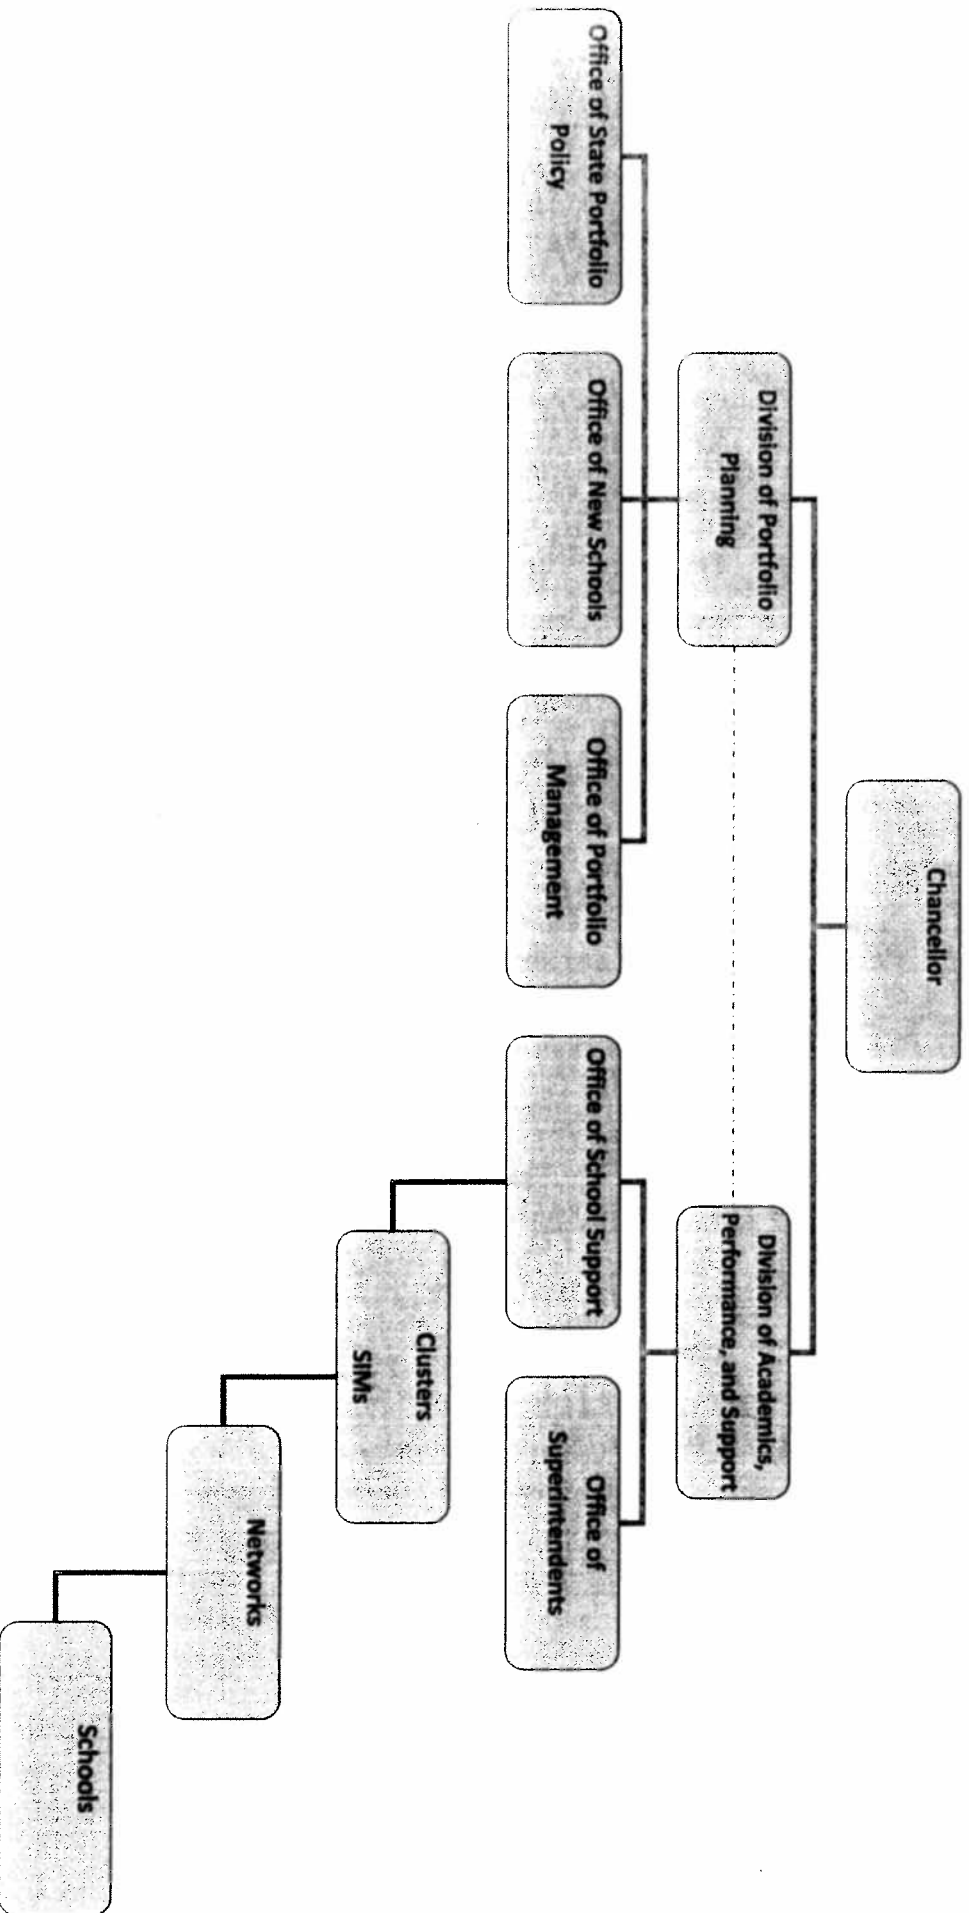 Chancellor
Division of Portfolio
Planning
Division of Academics,
Performance, and Support
Office of State Portfolio
Policy
Office of New Schools
Office of Portfolio
Management
Office of School Support
Office of
Superintendents
Clusters
SIMs
Networks
Schools